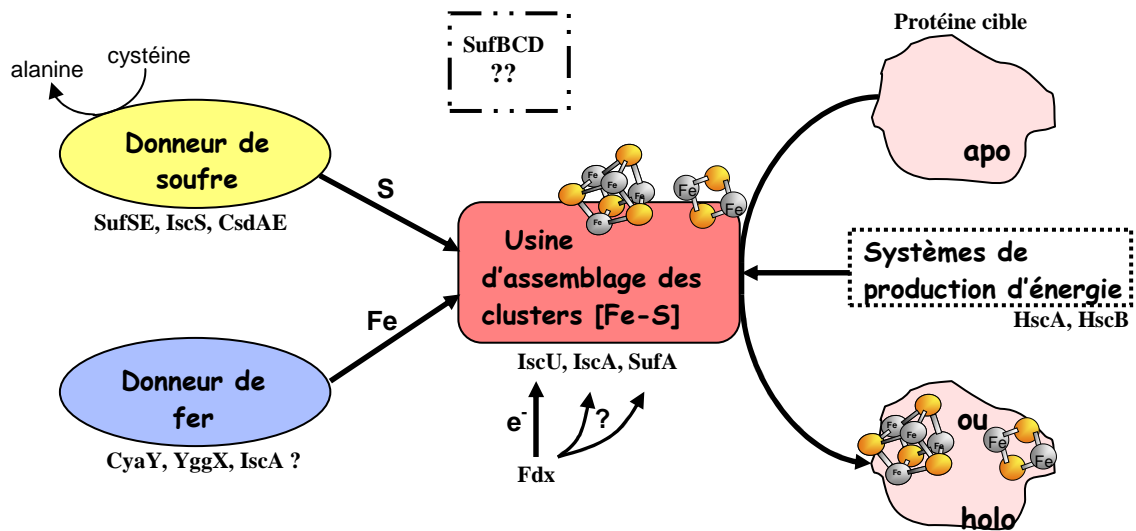 SufBCD
??
Protéine cible
cystéine
alanine
Donneur de
soufre
SufSE, IscS, CsdAE
S
apo
Fe
Fe
Fe
Fe
Fe
Fe
Usine
d'assemblage des
clusters [Fe-S]
IscU, IscA, SufA
Systèmes de
production d'énergie
HscA, HscB
Fe
Donneur de
fer
CyaY, YggX, IscA ?
e-
?
Fdx
ou
Fe
Fe
Fe
Fe
Fe
Fe
holo